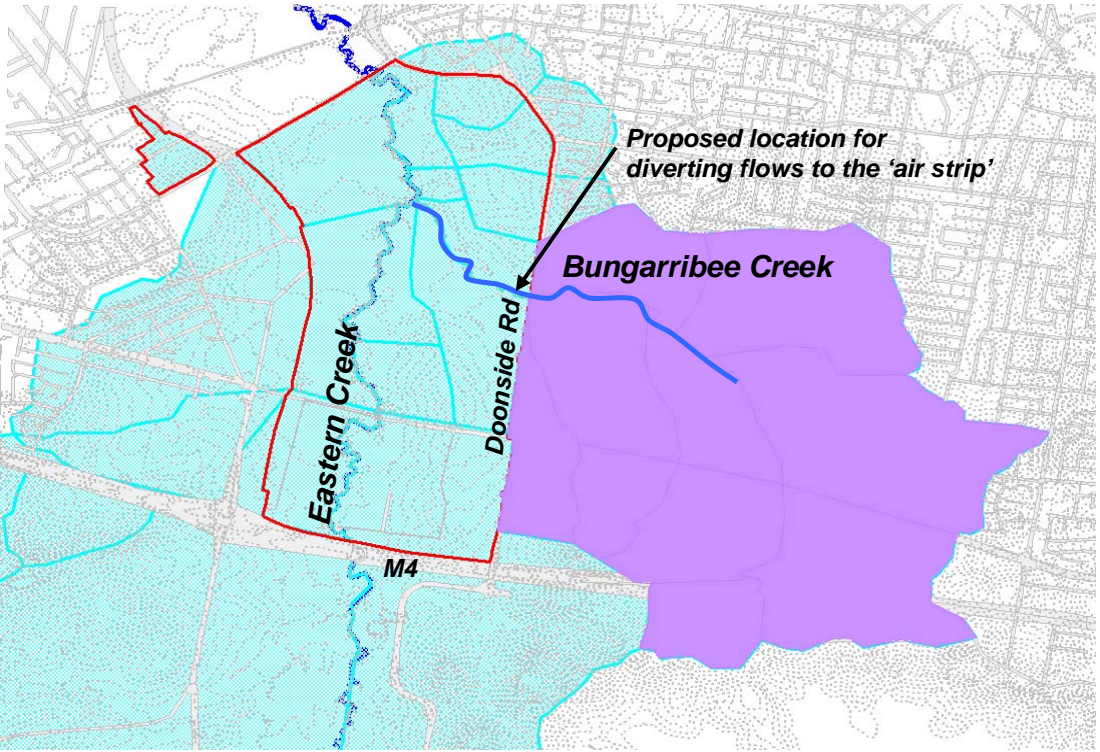 Proposed location for
diverting flows to the ‘air strip’
Bungarribee Creek
Doonside Rd
Eastern Creek
M4